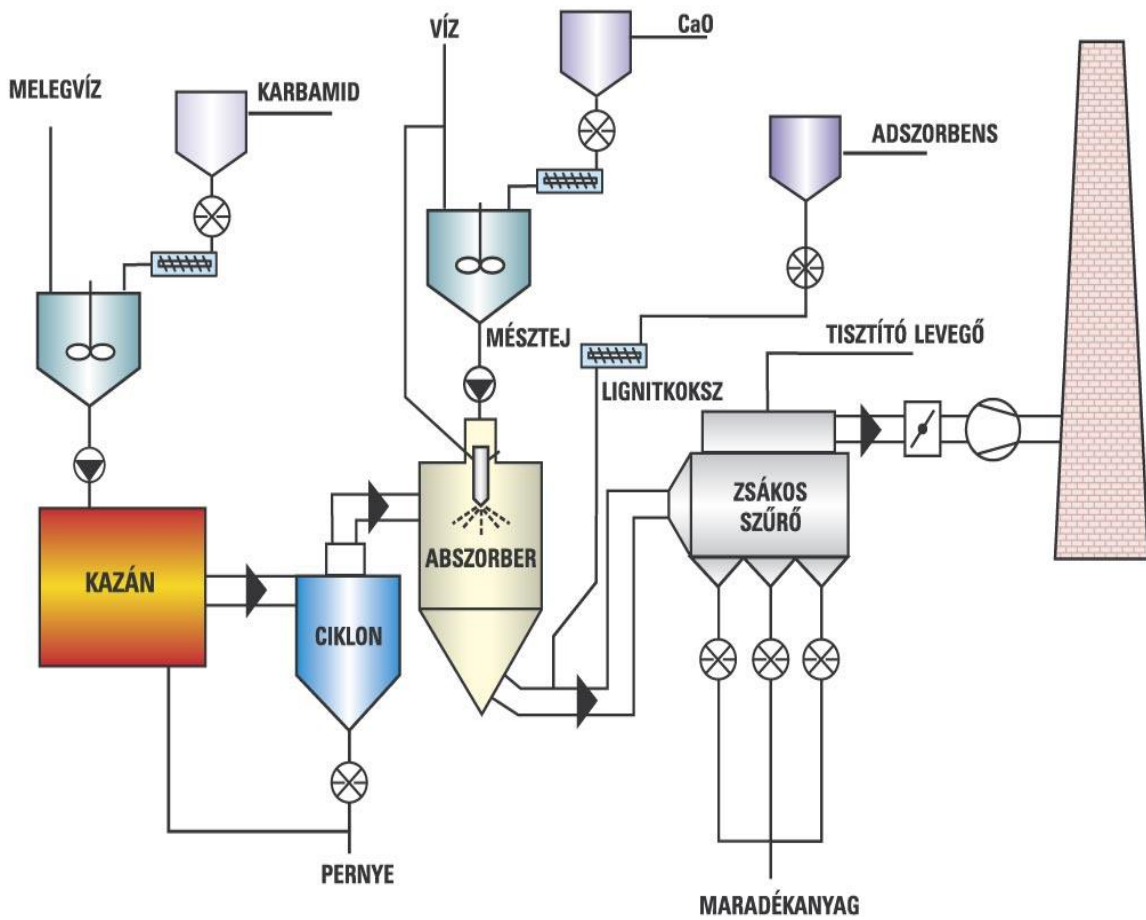 VÍZ
CaO
MELEGVÍZ
KARBAMID
ADSZORBENS
MÉSZTEJ
TISZTÍTÓ LEVEGŐ
LIGNITKOKSZ
ZSÁKOS
SZŰRŐ
ABSZORBER
KAZÁN
CIKLON
PERNYE
MARADÉKANYAG